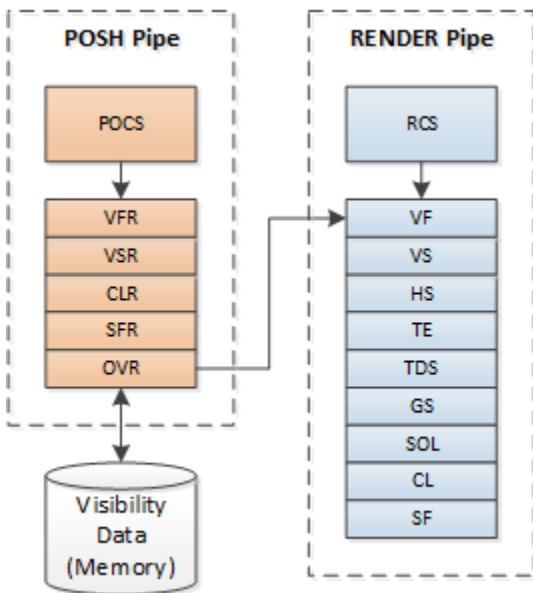 POSH Pipe
POCS
VFR
VSR
CLR
SFR
OVR
Visibility
Data
(Memory)
RENDER Pipe
RCS
VF
VS
HS
TE
TDS
GS
SOL
CL
SF